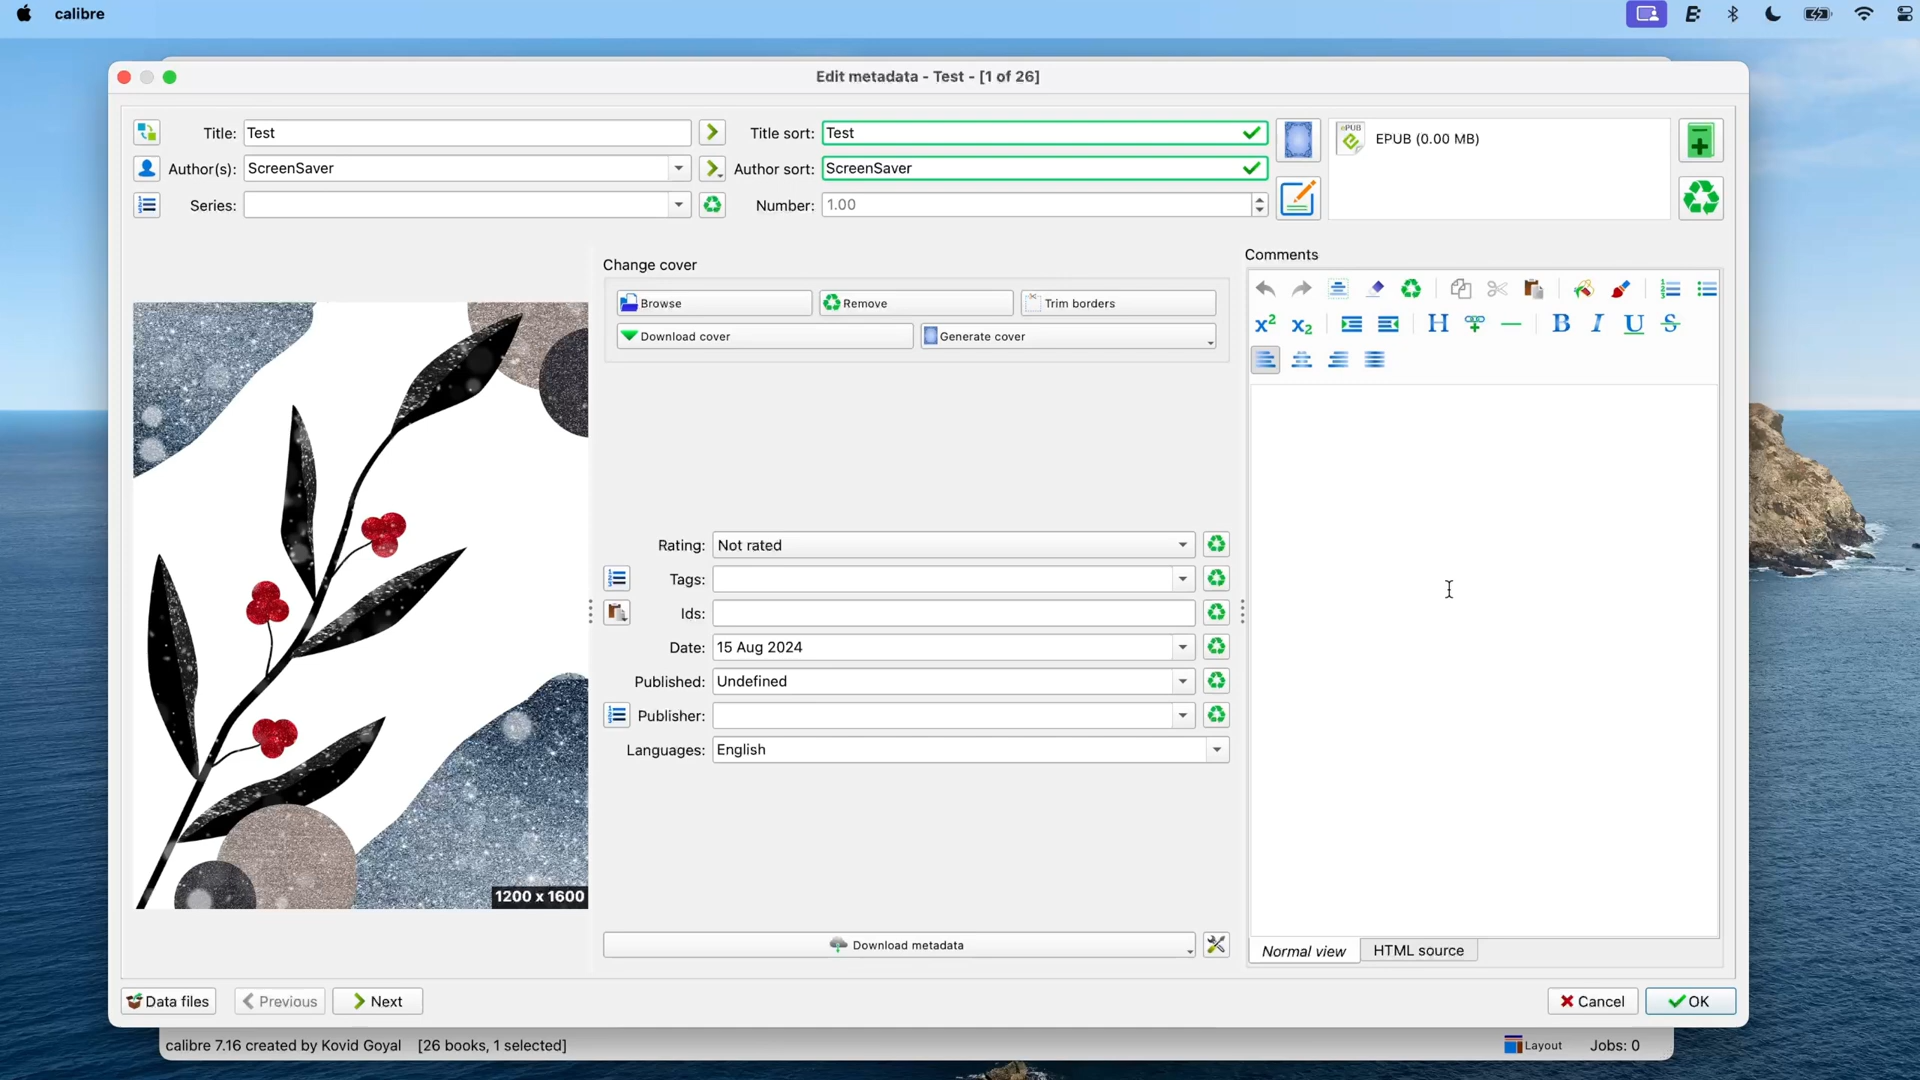 calibre
Edit metadata - Test - [1 of 26]
Title: Test
Title sort: Test
EPUB (0.00 MB)
Author(s): ScreenSaver
Author sort: ScreenSaver
Series:
Number: 1.00
Change cover
Browse
Remove
Trim borders
Download cover
Generate cover
Comments
1200 x 1600
Rating: Not rated
Tags:
Ids:
Date: 15 Aug 2024
Published: Undefined
Publisher:
Languages: English
Download metadata
Normal view
HTML source
Data files
Previous
Next
Cancel
OK
calibre 7.16 created by Kovid Goyal [26 books, 1 selected]
Layout
Jobs: 0